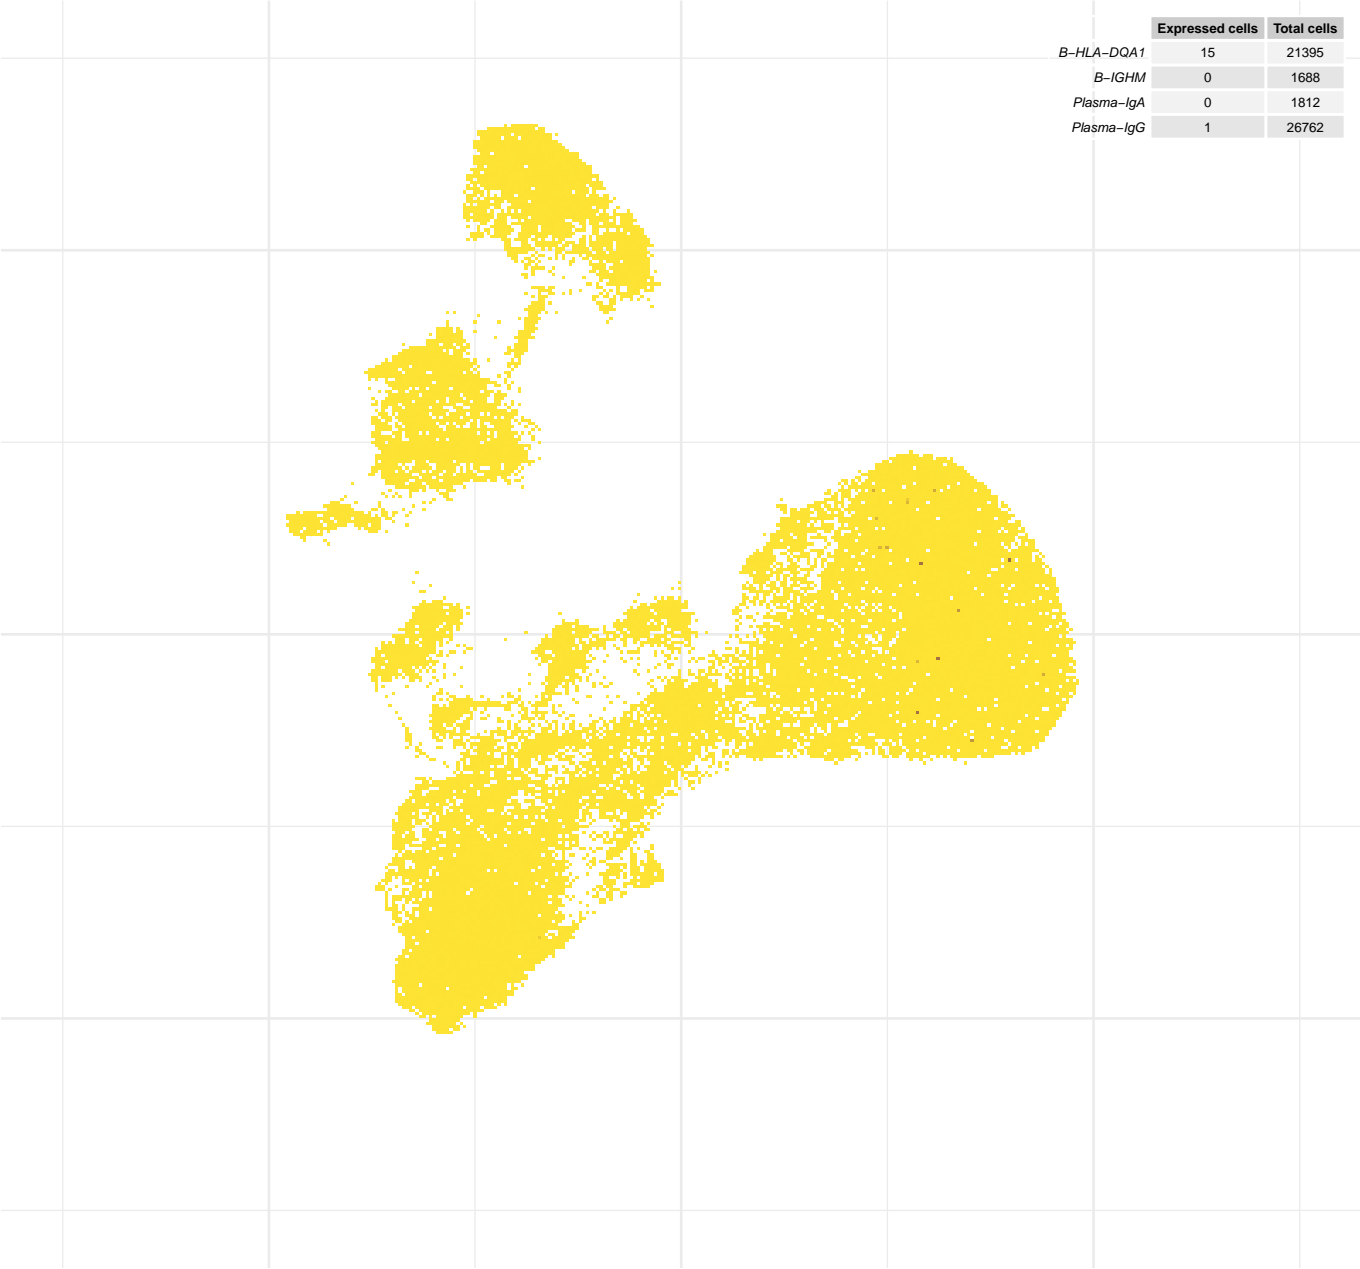 Expressed cells Total cells
B−HLA−DQA1 15 21395
B−IGHM 0 1688
Plasma−IgA 0 1812
Plasma−IgG 1 26762